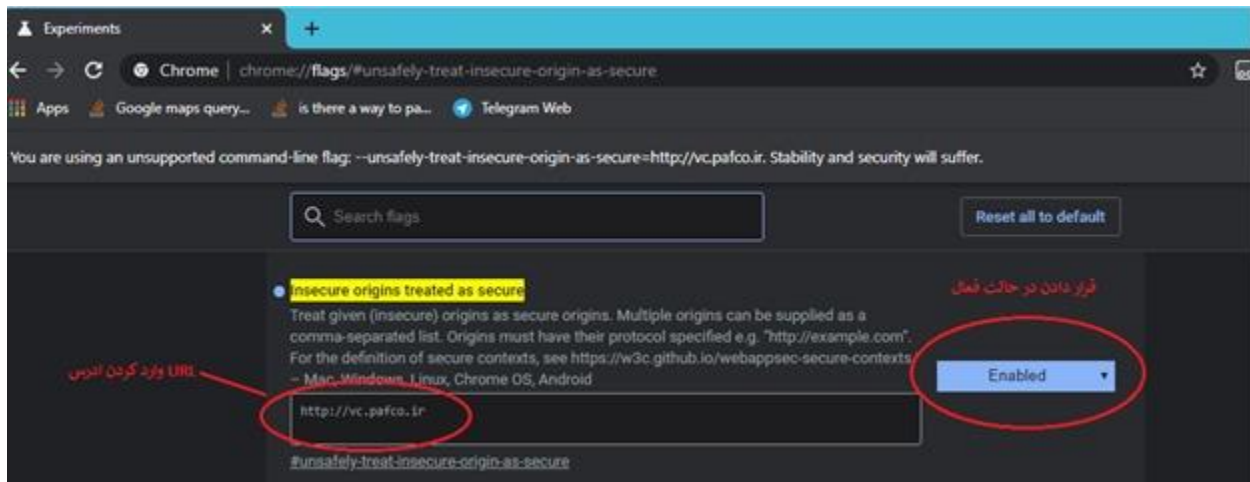 Experiments
Chrome | chrome://flags/#unsafely-treat-insecure-origin-as-secure
Apps Google maps query... is there a way to pa... Telegram Web
You are using an unsupported command-line flag: --unsafely-treat-insecure-origin-as-secure=http://vc.pafco.ir. Stability and security will suffer.
Search flags
Reset all to default
Insecure origins treated as secure
قرار دادن در حالت فعال
Treat given (insecure) origins as secure origins. Multiple origins can be supplied as a
comma-separated list. Origins must have their protocol specified e.g. "http://example.com".
For the definition of secure contexts, see https://w3c.github.io/webappsec-secure-contexts
– Mac, Windows, Linux, Chrome OS, Android
Enabled
وارد کردن ادرس URL
http://vc.pafco.ir
#unsafely-treat-insecure-origin-as-secure